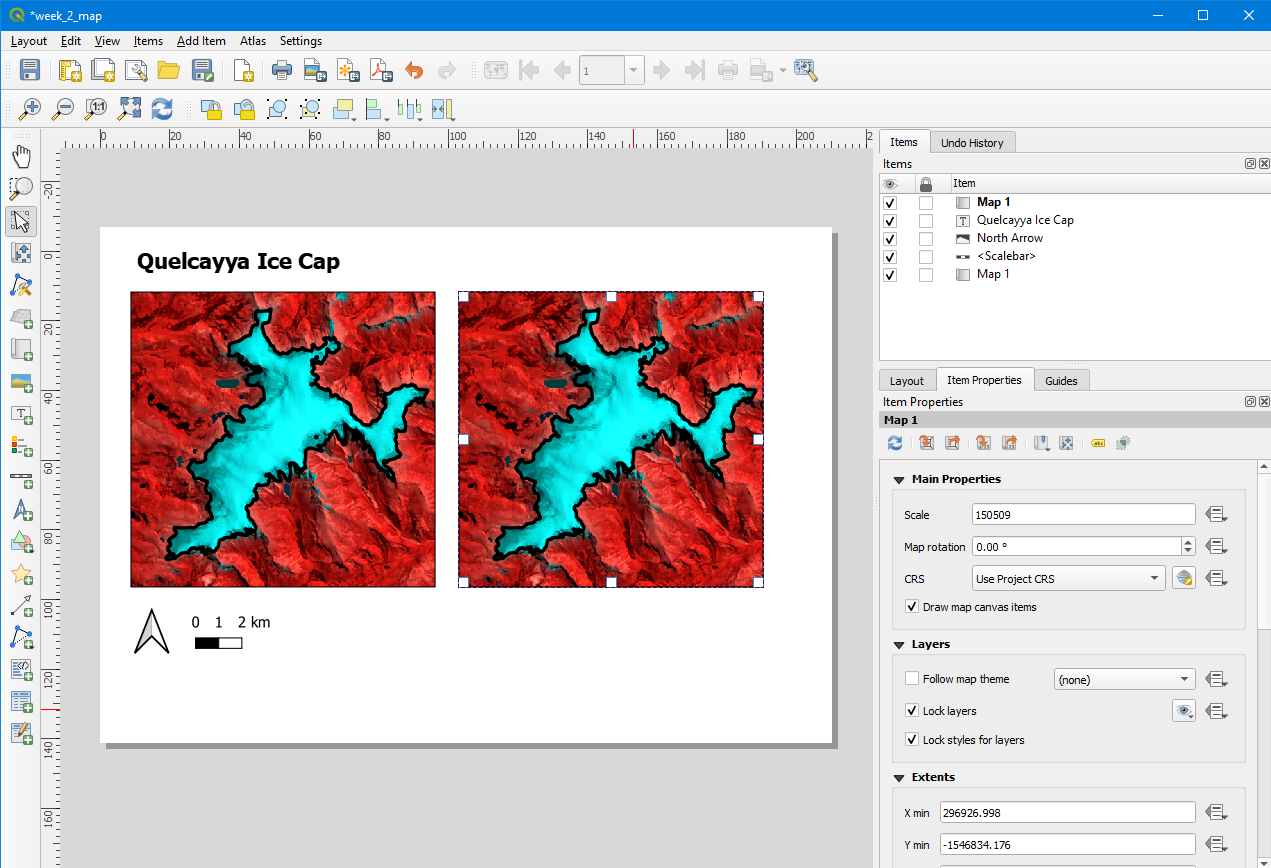 *week_2_map
Layout Edit View Items Add Item Atlas Settings
1
1:1
0 20 40 60 80 100 120 140 160 180 200 2
-20 0 20 40 60 80 100 120 140 160
Quelcayya Ice Cap
0 1 2 km
Items Undo History
Items
Item
Map 1
T Quelcayya Ice Cap
North Arrow
<Scalebar>
Map 1
Layout Item Properties Guides
Item Properties
Map 1
abc
Main Properties
Scale 150509
Map rotation 0.00 °
CRS Use Project CRS
Draw map canvas items
Layers
Follow map theme (none)
Lock layers
Lock styles for layers
Extents
X min 296926.998
Y min -1546834.176